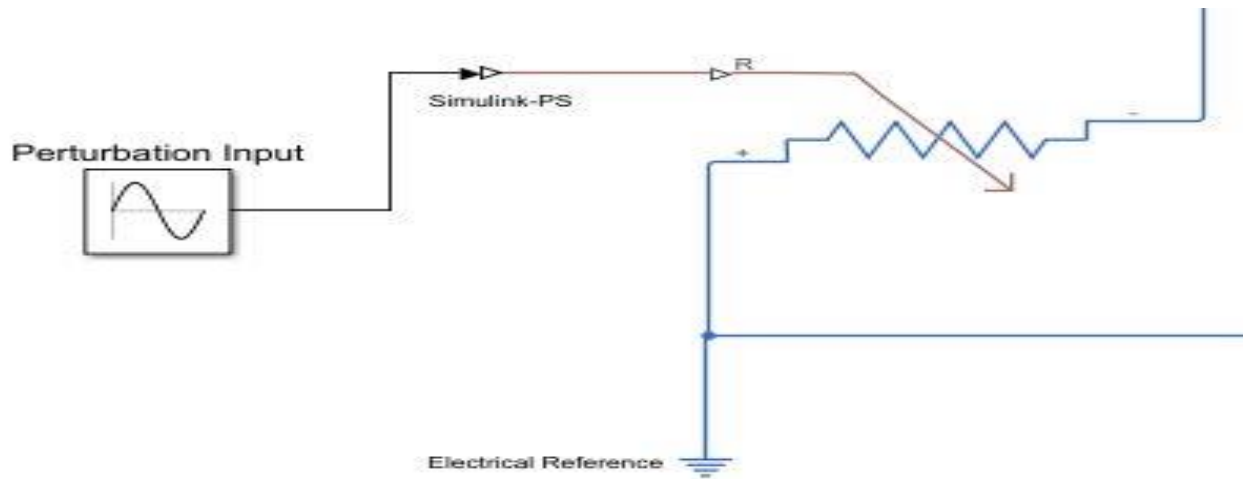 R
Simulink-PS
Perturbation Input
+
-
Electrical Reference